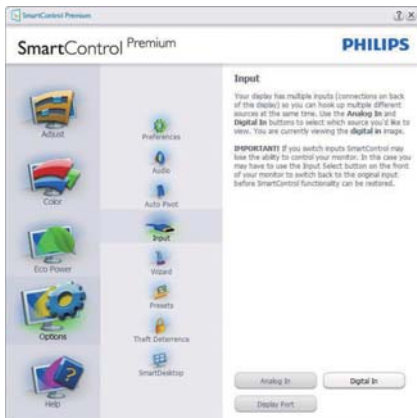 SmartControl Premium
SmartControl Premium
PHILIPS
Adjust
Color
Eco Power
Options
Help
Preferences
Audio
Auto Pivot
Input
Wizard
Presets
Theft Deterrence
SmartDesktop
Input
Your display has multiple inputs (connections on back
of the display) so you can hook up multiple different
sources at the same time. Use the Analog In and
Digital In buttons to select which source you'd like to
view. You are currently viewing the digital in image.
IMPORTANT! If you switch inputs SmartControl may
lose the ability to control your monitor. In this case you
may have to use the Input Select button on the front
of your monitor to switch back to the original input
before SmartControl functionality can be restored.
Analog In
Digital In
Display Port